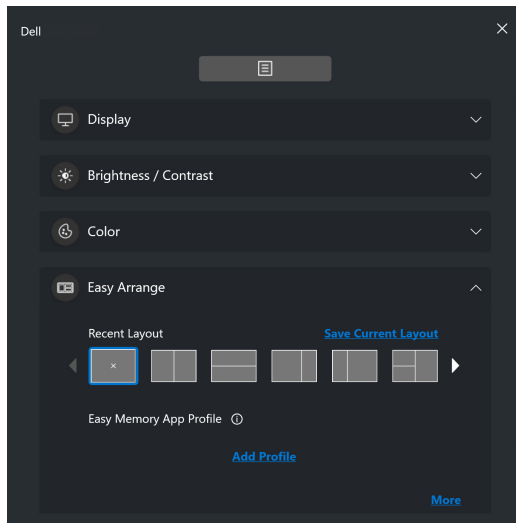 Dell
Display
Brightness / Contrast
Color
Easy Arrange
Recent Layout
Save Current Layout
Easy Memory App Profile
Add Profile
More